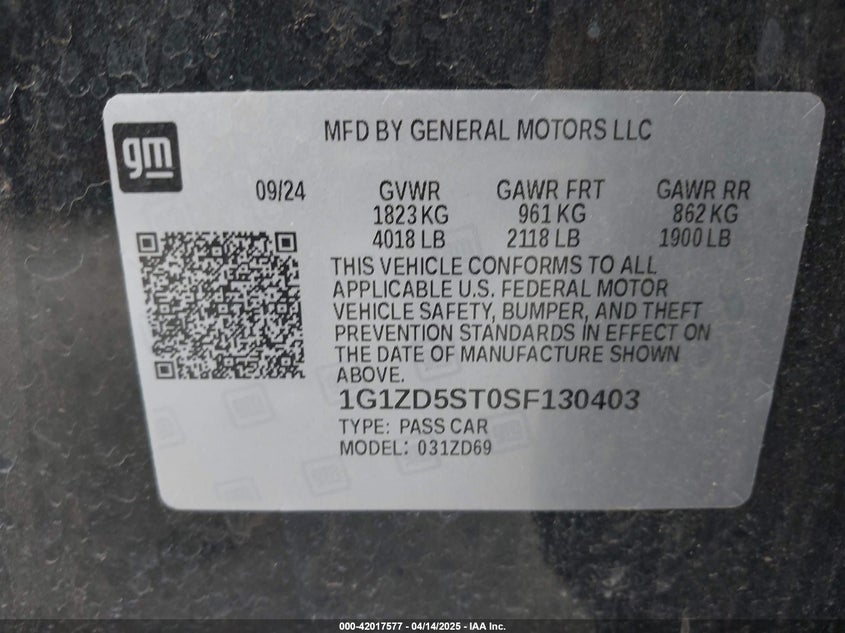 MFD BY GENERAL MOTORS LLC
gm
09/24
GVWR GAWR FRT GAWR RR
1823 KG 961 KG 862 KG
4018 LB 2118 LB 1900 LB
THIS VEHICLE CONFORMS TO ALL
APPLICABLE U.S. FEDERAL MOTOR
VEHICLE SAFETY, BUMPER, AND THEFT
PREVENTION STANDARDS IN EFFECT ON
THE DATE OF MANUFACTURE SHOWN
ABOVE.
1G1ZD5ST0SF130403
TYPE: PASS CAR
MODEL: 031ZD69
000-42017577 - 04/14/2025 - IAA Inc.